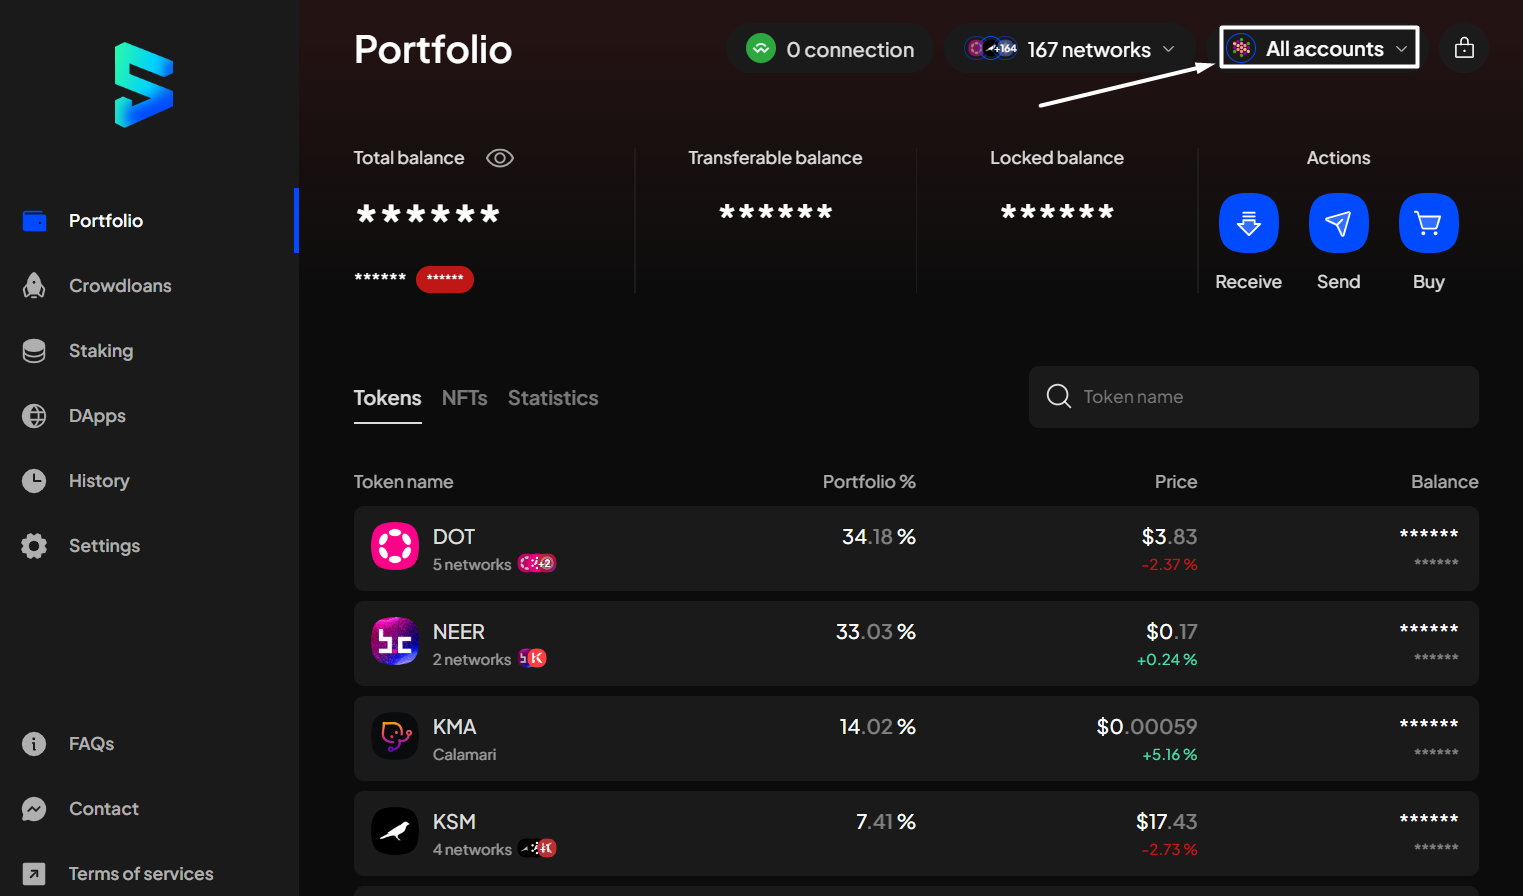 Portfolio
0 connection
+164
167 networks
All accounts
Portfolio
Crowdloans
Staking
DApps
History
Settings
FAQs
Contact
Terms of services
Total balance
******
****** ******
Transferable balance
******
Locked balance
******
Actions
Receive
Send
Buy
Tokens NFTs Statistics
Token name
Token name Portfolio % Price Balance
DOT 34.18 % $3.83 ******
5 networks +2 -2.37 % ******
NEER 33.03 % $0.17 ******
2 networks +0.24 % ******
KMA 14.02 % $0.00059 ******
Calamari +5.16 % ******
KSM 7.41 % $17.43 ******
4 networks -2.73 % ******